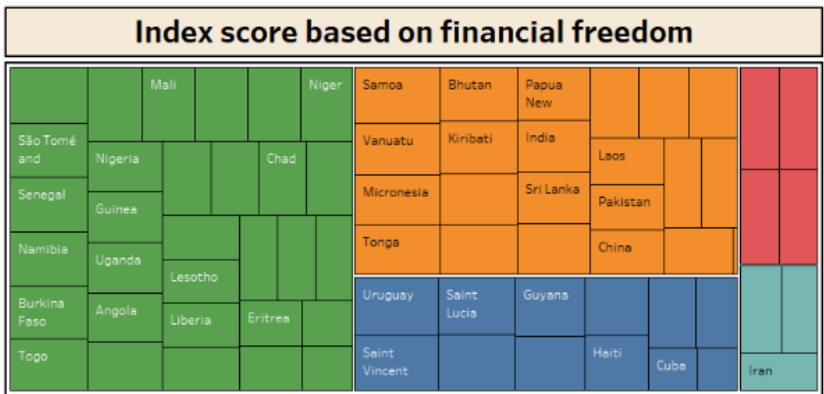 Index score based on financial freedom
Mali
Niger
São Tomé
and
Nigeria
Chad
Senegal
Guinea
Namibia
Uganda
Lesotho
Burkina
Faso
Angola
Liberia
Eritrea
Togo
Samoa
Bhutan
Papua
New
Vanuatu
Kiribati
India
Laos
Micronesia
Sri Lanka
Pakistan
Tonga
China
Uruguay
Saint
Lucia
Guyana
Saint
Vincent
Haiti
Cuba
Iran